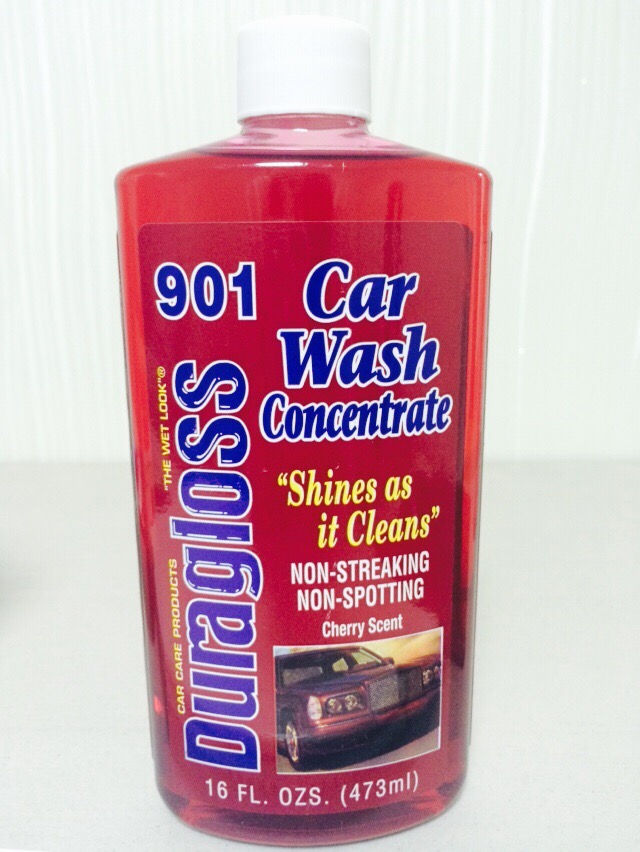 901
Car
Wash
Concentrate
"THE WET LOOK"®
CAR CARE PRODUCTS
Duragloss
"Shines as
it Cleans"
NON-STREAKING
NON-SPOTTING
Cherry Scent
16 FL. OZS. (473ml)